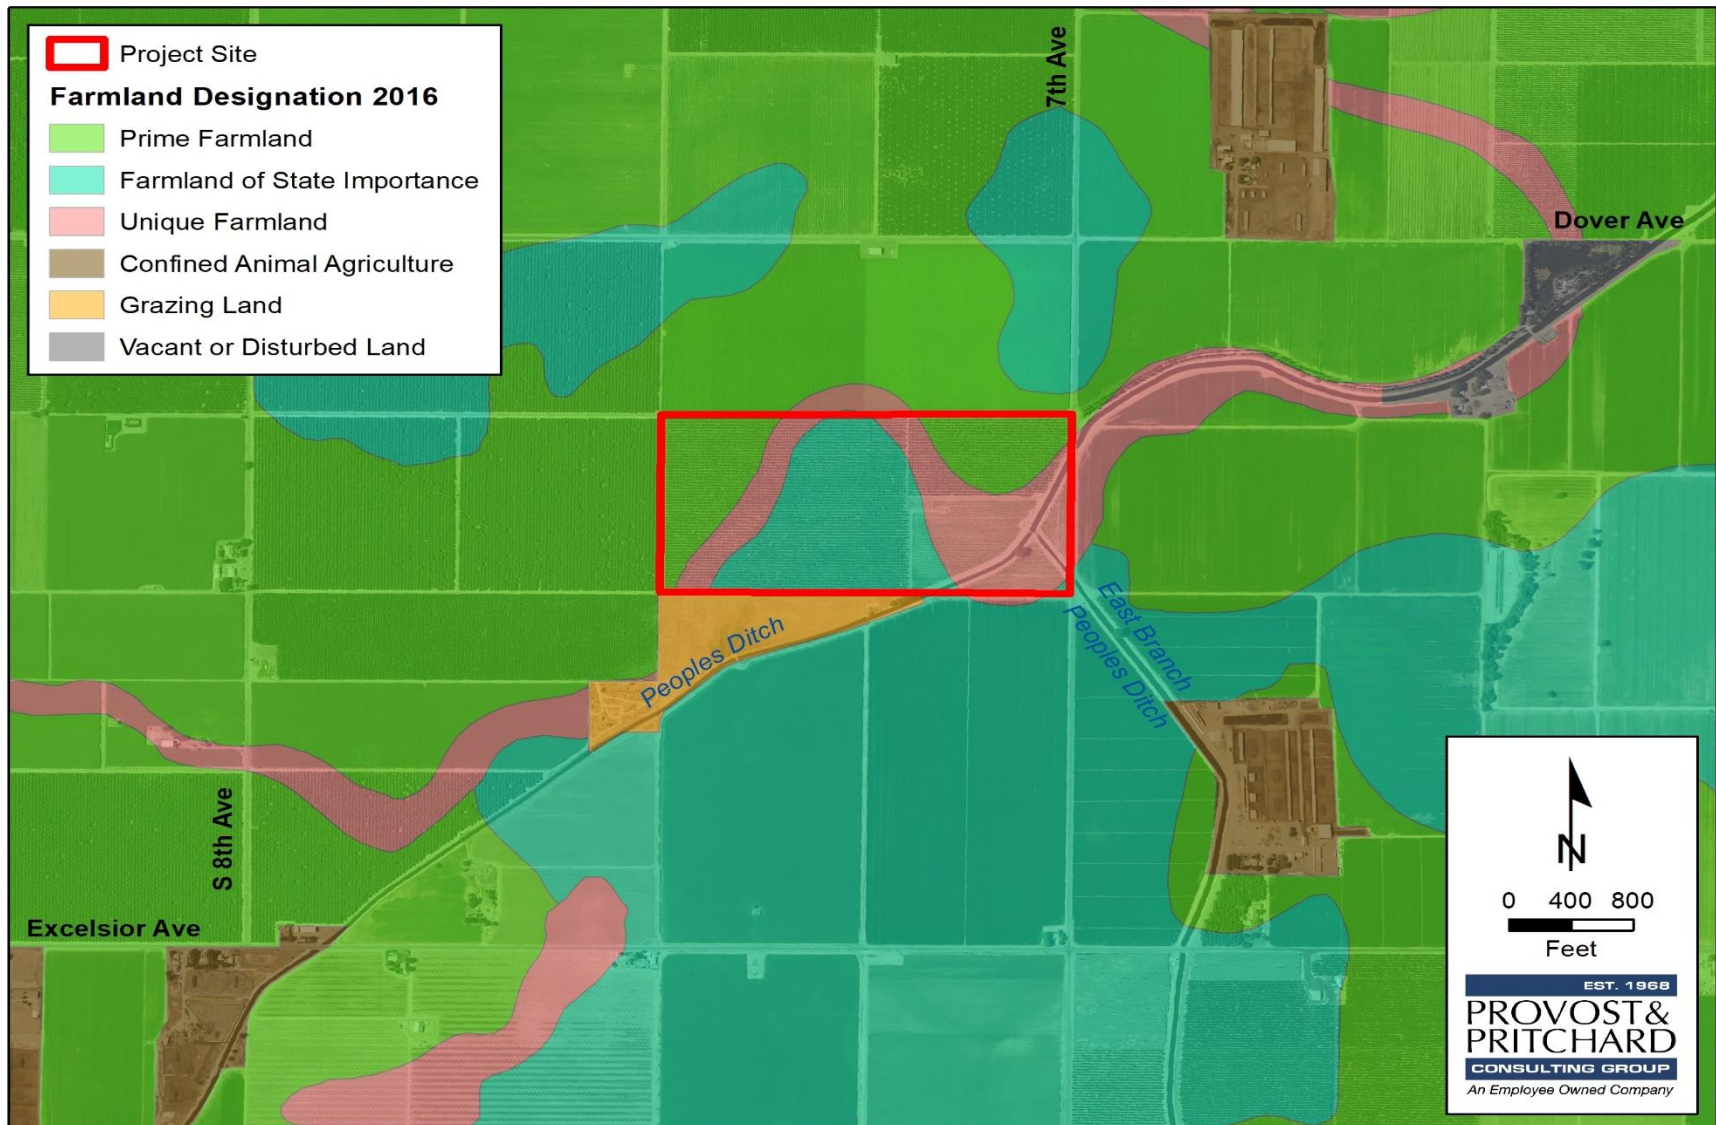 Project Site
Farmland Designation 2016
Prime Farmland
Farmland of State Importance
Unique Farmland
Confined Animal Agriculture
Grazing Land
Vacant or Disturbed Land
7th Ave
Dover Ave
East Branch
Peoples Ditch
Peoples Ditch
S 8th Ave
Excelsior Ave
N
0 400 800
Feet
EST. 1968
PROVOST&
PRITCHARD
CONSULTING GROUP
An Employee Owned Company